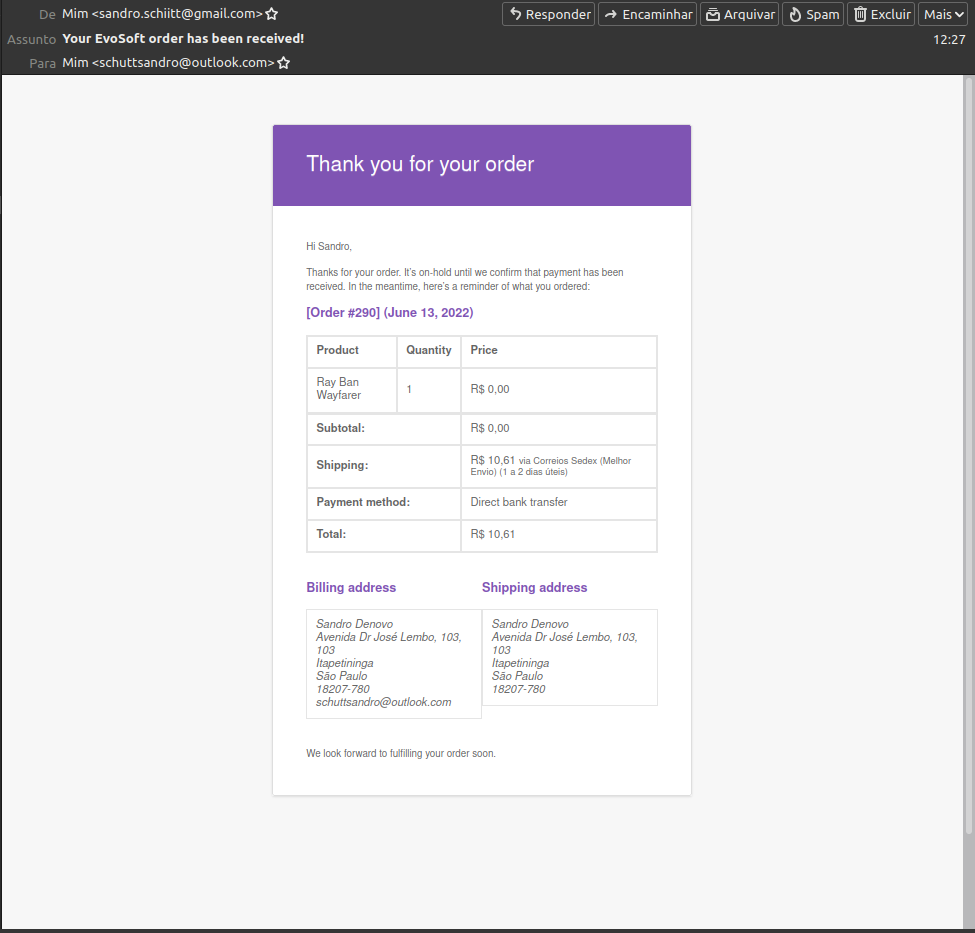 De Mim <sandro.schiitt@gmail.com> Responder Encaminhar Arquivar Spam Excluir Mais
Assunto Your EvoSoft order has been received! 12:27
Para Mim <schuttsandro@outlook.com>
Thank you for your order
Hi Sandro,
Thanks for your order. It's on-hold until we confirm that payment has been
received. In the meantime, here's a reminder of what you ordered:
[Order #290] (June 13, 2022)
Product Quantity Price
Ray Ban
Wayfarer 1 R$ 0,00
Subtotal: R$ 0,00
Shipping: R$ 10,61 via Correios Sedex (Melhor
Envio) (1 a 2 dias úteis)
Payment method: Direct bank transfer
Total: R$ 10,61
Billing address
Sandro Denovo
Avenida Dr José Lembo, 103,
103
Itapetininga
São Paulo
18207-780
schuttsandro@outlook.com
Shipping address
Sandro Denovo
Avenida Dr José Lembo, 103,
103
Itapetininga
São Paulo
18207-780
We look forward to fulfilling your order soon.